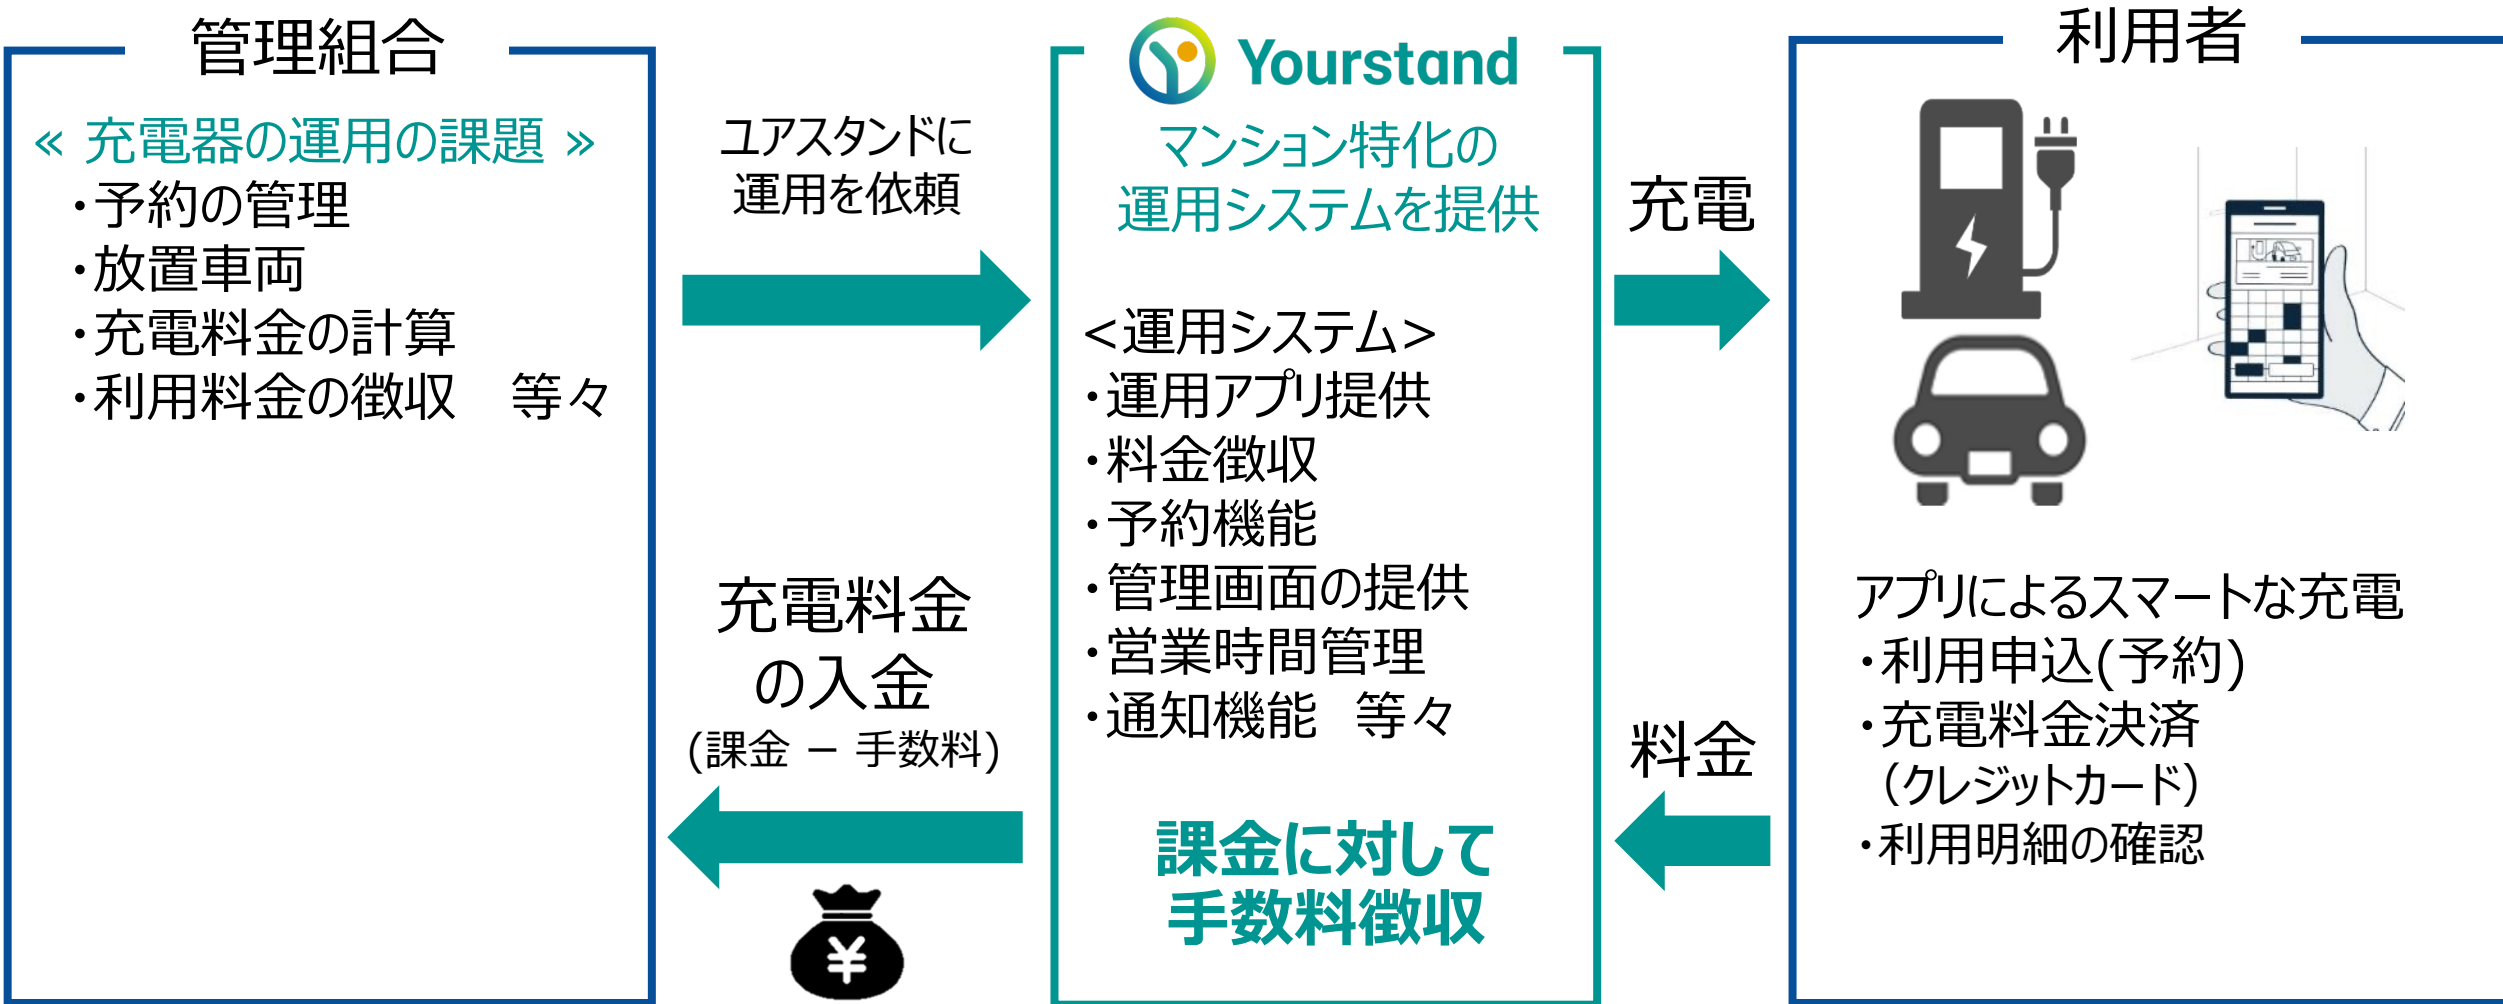 管理組合
≪ 充電器の運用の課題 ≫
・予約の管理
・放置車両
・充電料金の計算
・利用料金の徴収　等々
ユアスタンドに
運用を依頼
充電料金
の入金
(課金 ー 手数料)
¥
Yourstand
マンション特化の
運用システムを提供
<運用システム>
・運用アプリ提供
・料金徴収
・予約機能
・管理画面の提供
・営業時間管理
・通知機能　等々
課金に対して
手数料徴収
充電
料金
利用者
アプリによるスマートな充電
・利用申込(予約)
・充電料金決済
（クレジットカード）
・利用明細の確認